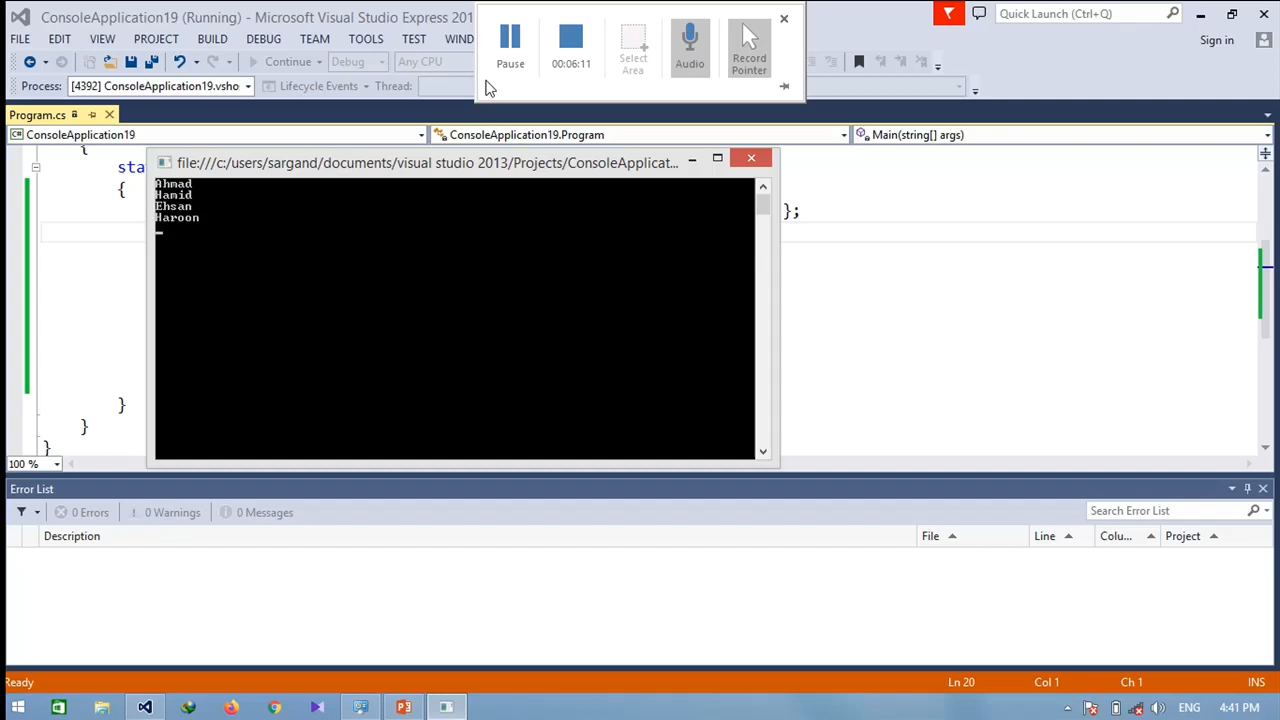 ConsoleApplication19 (Running) - Microsoft Visual Studio Express 201
Quick Launch (Ctrl+Q)
FILE EDIT VIEW PROJECT BUILD DEBUG TEAM TOOLS TEST WIND
Sign in
Pause
00:06:11
Select Area
Audio
Record Pointer
Continue
Debug
Any CPU
Process: [4392] ConsoleApplication19.vsho
Lifecycle Events
Thread:
Program.cs
ConsoleApplication19
ConsoleApplication19.Program
Main(string[] args)
{
sta
{
};
file:///c:/users/sargand/documents/visual studio 2013/Projects/ConsoleApplicat...
Ahmad
Hamid
Ehsan
Haroon
}
}
}
100 %
Error List
0 Errors
0 Warnings
0 Messages
Search Error List
Description
File
Line
Colu...
Project
Ready
Ln 20
Col 1
Ch 1
INS
ENG
4:41 PM